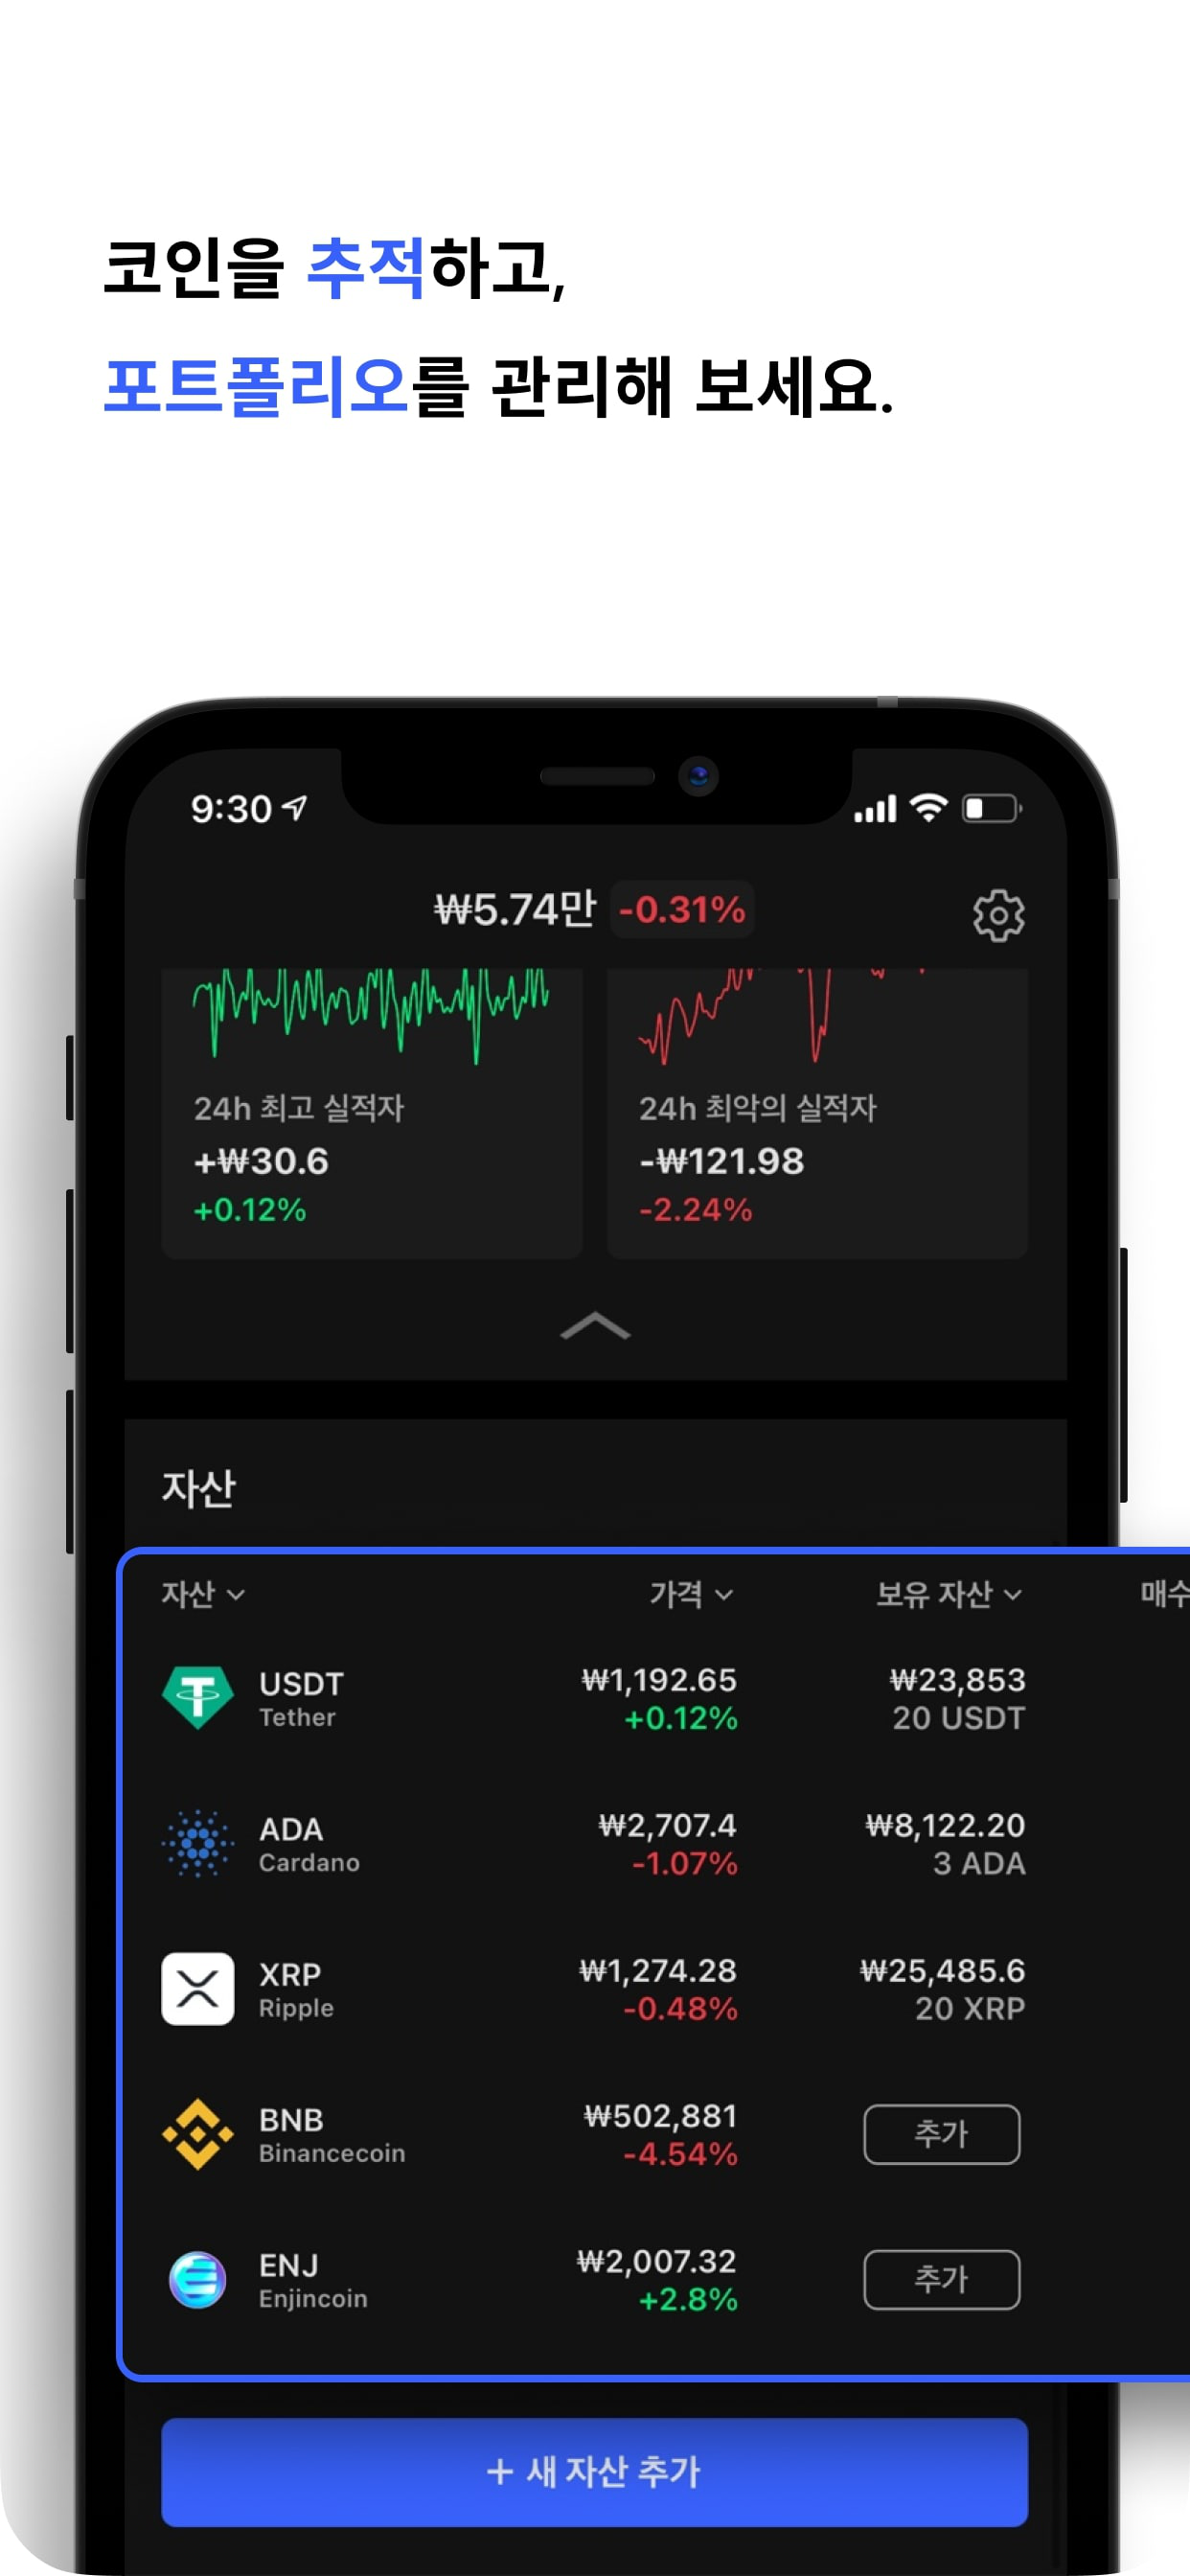 코인을 추적하고,
포트폴리오를 관리해 보세요.
9:30
₩5.74만 -0.31%
24h 최고 실적자
+₩30.6
+0.12%
24h 최악의 실적자
-₩121.98
-2.24%
자산
자산 가격 보유 자산 매수
USDT ₩1,192.65 ₩23,853
Tether +0.12% 20 USDT
ADA ₩2,707.4 ₩8,122.20
Cardano -1.07% 3 ADA
XRP ₩1,274.28 ₩25,485.6
Ripple -0.48% 20 XRP
BNB ₩502,881 추가
Binancecoin -4.54%
ENJ ₩2,007.32 추가
Enjincoin +2.8%
+ 새 자산 추가